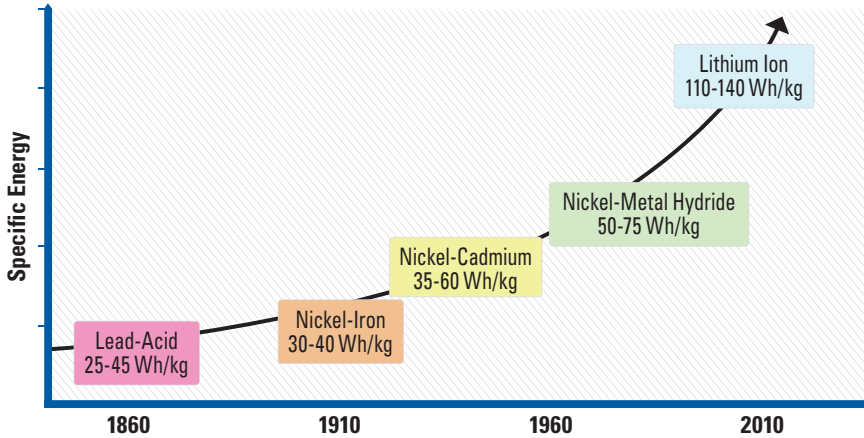 Specific Energy
Lithium Ion
110-140 Wh/kg
Nickel-Metal Hydride
50-75 Wh/kg
Nickel-Cadmium
35-60 Wh/kg
Nickel-Iron
30-40 Wh/kg
Lead-Acid
25-45 Wh/kg
1860
1910
1960
2010